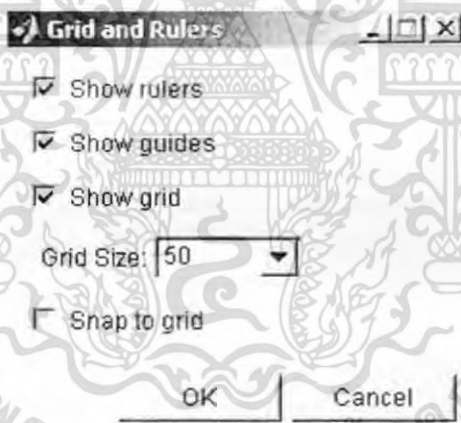 Grid and Rulers
Show rulers
Show guides
Show grid
Grid Size: 50
Snap to grid
OK Cancel